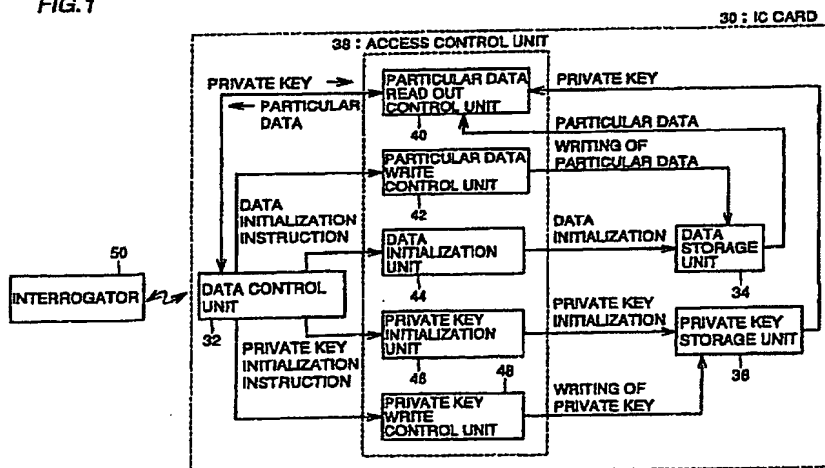 FIG.1
30 : IC CARD
38 : ACCESS CONTROL UNIT
PRIVATE KEY
PARTICULAR
DATA
PARTICULAR DATA
READ OUT
CONTROL UNIT
40
PRIVATE KEY
PARTICULAR DATA
PARTICULAR DATA
WRITE
CONTROL UNIT
42
WRITING OF
PARTICULAR DATA
DATA
INITIALIZATION
INSTRUCTION
DATA
INITIALIZATION
UNIT
44
DATA
INITIALIZATION
DATA
STORAGE
UNIT
34
50
INTERROGATOR
DATA CONTROL
UNIT
32
PRIVATE KEY
INITIALIZATION
INSTRUCTION
PRIVATE KEY
INITIALIZATION
UNIT
46
PRIVATE KEY
INITIALIZATION
PRIVATE KEY
STORAGE UNIT
36
48
PRIVATE KEY
WRITE
CONTROL UNIT
WRITING OF
PRIVATE KEY